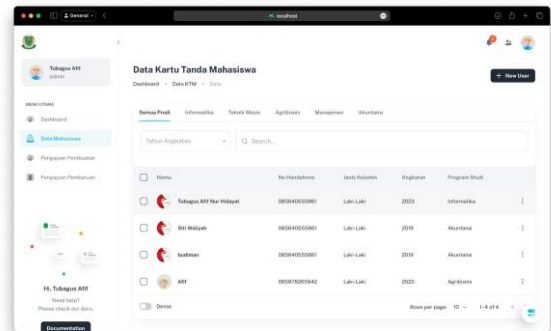 General
localhost
Tubagus Afif
admin
MENU UTAMA
Dashboard
Data Mahasiswa
Pengajuan Pembuatan
Pengajuan Pembaruan
Hi, Tubagus Afif
Need help?
Please check our docs.
Documentation
Data Kartu Tanda Mahasiswa
Dashboard • Data KTM • Data
+ New User
Semua Prodi Informatika Teknik Mesin Agribisnis Manajemen Akuntansi
Tahun Angkatan Search...
Nama No Handphone Jenis Kelamin Angkatan Program Studi
Tubagus Afif Nur Hidayat 085640555861 Laki-Laki 2023 Informatika
Siti Waliyah 085640555861 Laki-Laki 2019 Akuntansi
budiman 085640555861 Laki-Laki 2019 Akuntansi
Afif 085878265942 Laki-Laki 2022 Agribisnis
Dense Rows per page: 10 1-4 of 4